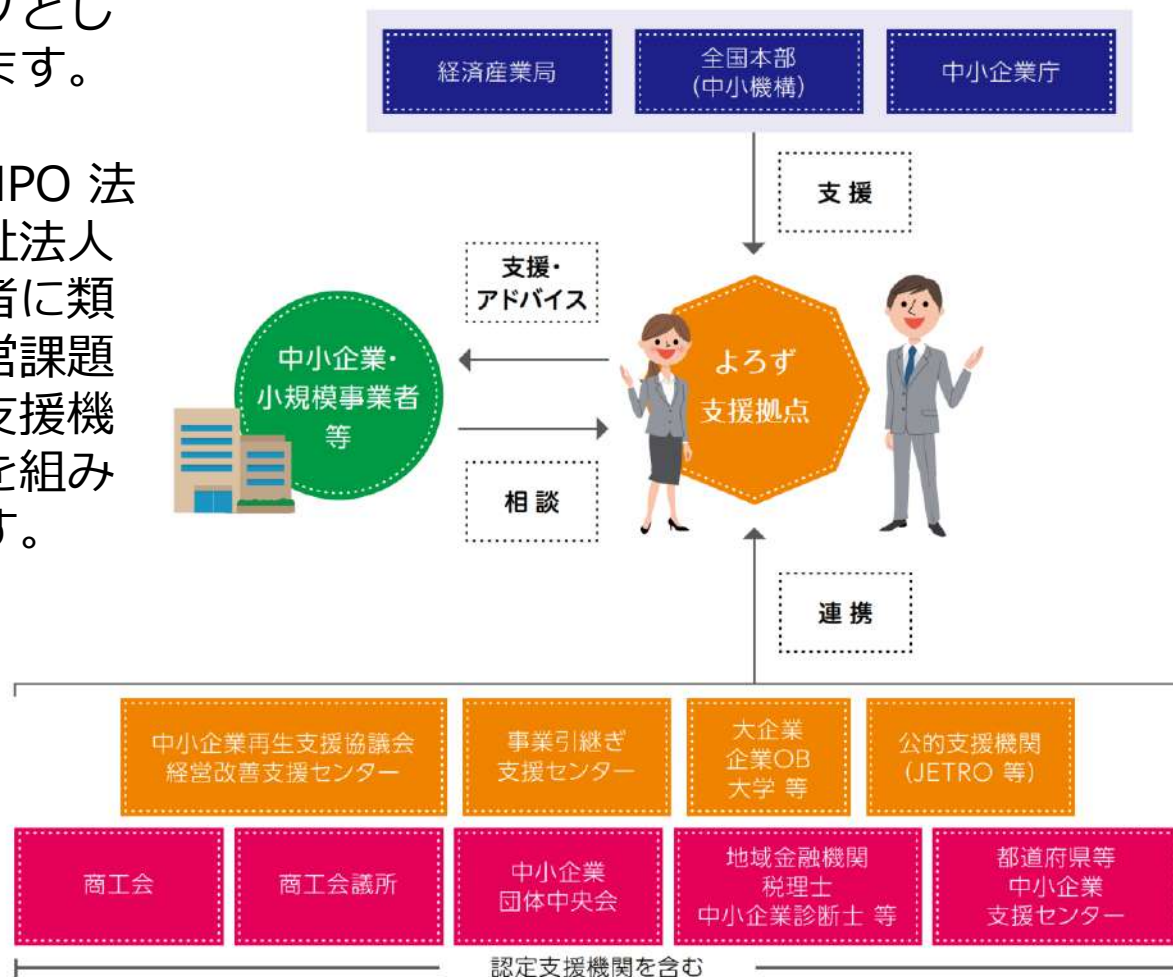 ます。
IPO 法
祉法人
者に類
営課題
支援機
を組み
す。
経済産業局
全国本部
(中小機構)
中小企業庁
支 援
支援・
アドバイス
中小企業・
小規模事業者
等
よろず
支援拠点
相 談
連 携
中小企業再生支援協議会
経営改善支援センター
事業引継ぎ
支援センター
大企業
企業OB
大学 等
公的支援機関
(JETRO 等)
商工会
商工会議所
中小企業
団体中央会
地域金融機関
税理士
中小企業診断士 等
都道府県等
中小企業
支援センター
認定支援機関を含む